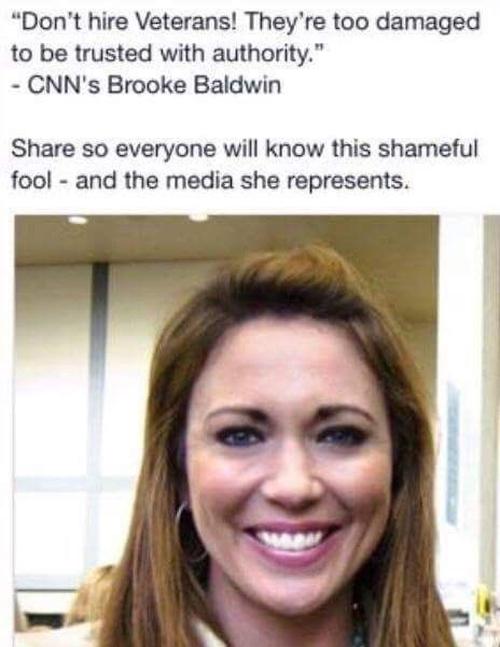 “Don’t hire Veterans! They’re too damaged
to be trusted with authority.”
- CNN's Brooke Baldwin
Share so everyone will know this shameful
fool - and the media she represents.